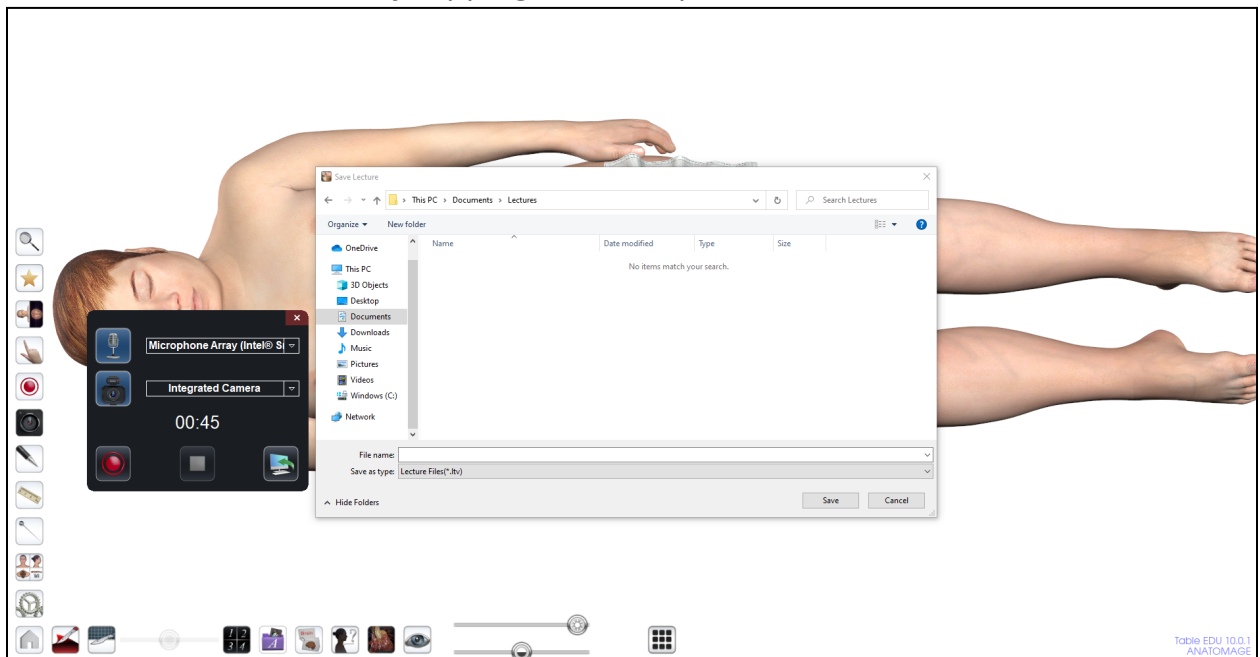 Save Lecture
This PC > Documents > Lectures
Search Lectures
Organize
New folder
Name
Date modified
Type
Size
No items match your search.
OneDrive
This PC
3D Objects
Desktop
Documents
Downloads
Music
Pictures
Videos
Windows (C:)
Network
File name:
Save as type: Lecture Files(*.ltv)
Hide Folders
Save
Cancel
Microphone Array (Intel® S
Integrated Camera
00:45
1 2
3 4
A
Table EDU 10.0.1
ANATOMAGE